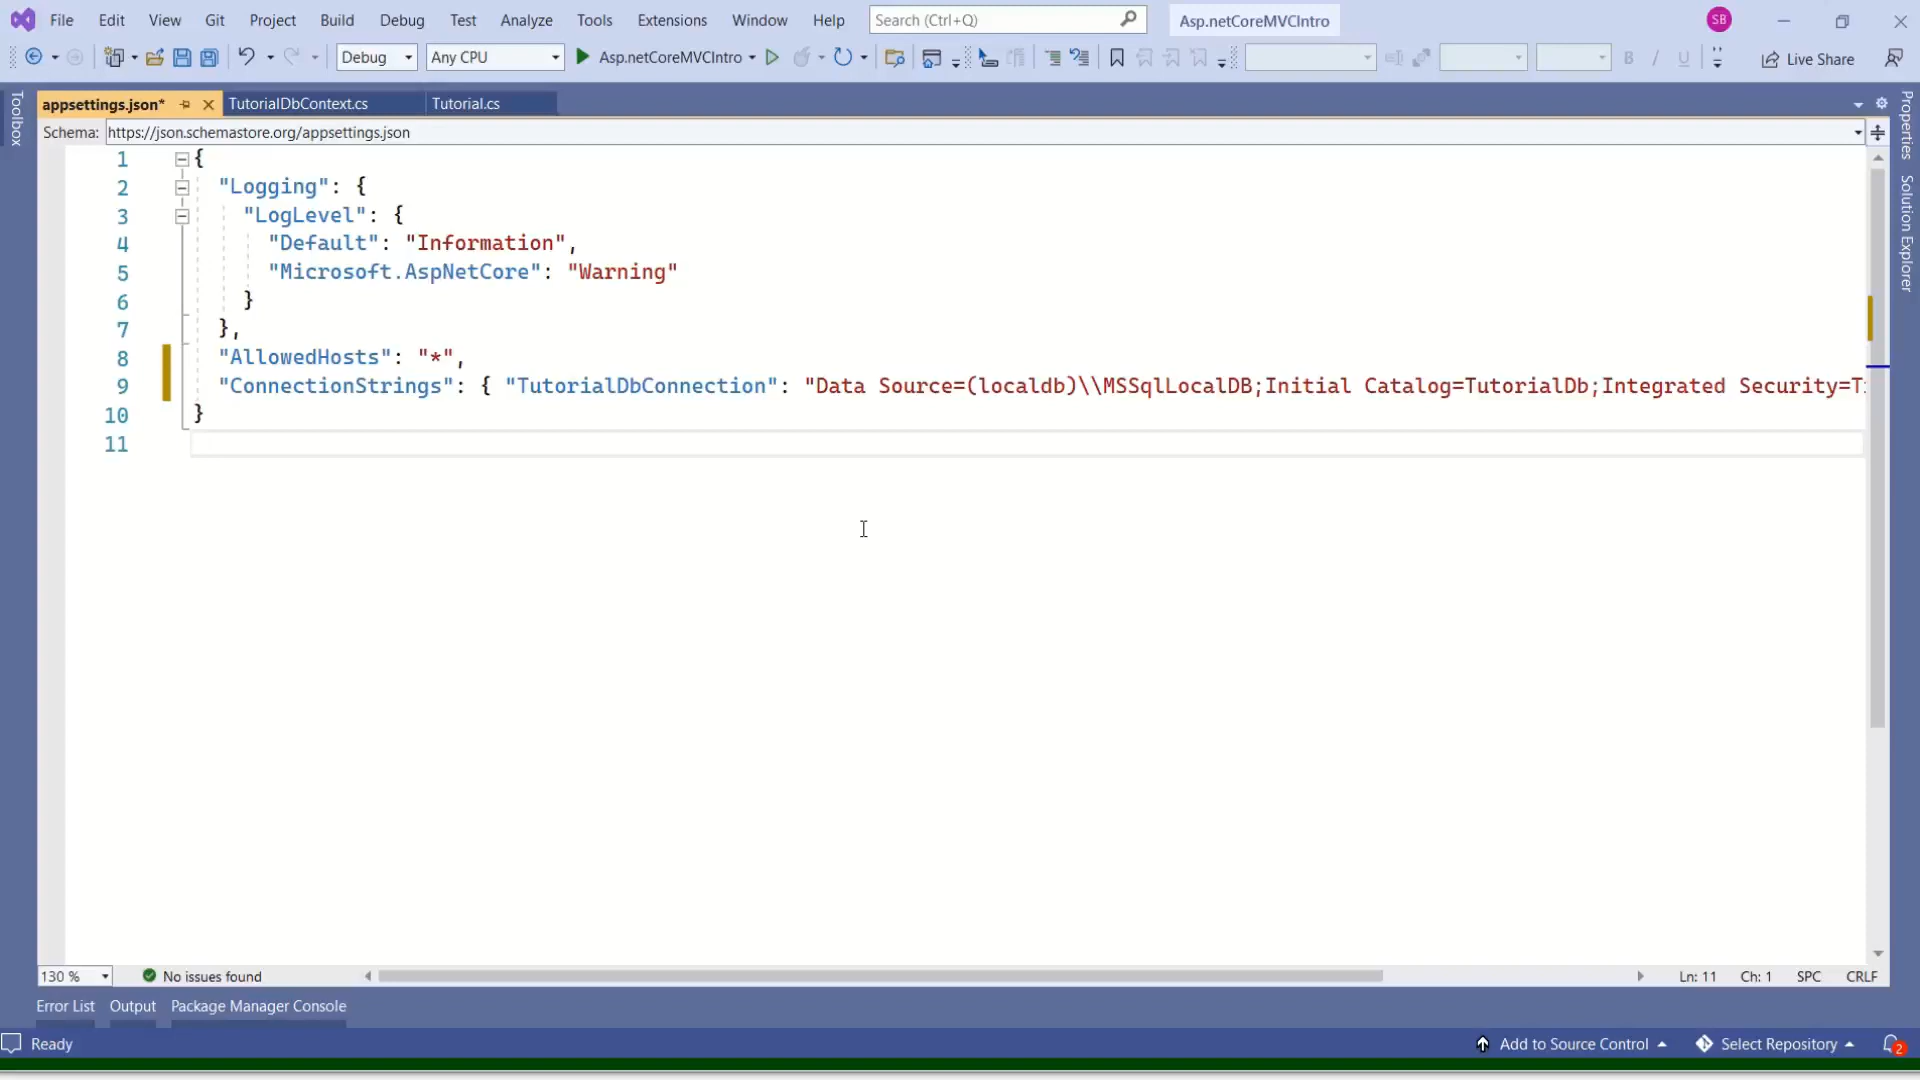 File Edit View Git Project Build Debug Test Analyze Tools Extensions Window Help Search (Ctrl+Q) Asp.netCoreMVCIntro SB
Debug Any CPU Asp.netCoreMVCIntro B I U Live Share
appsettings.json* TutorialDbContext.cs Tutorial.cs
Schema: https://json.schemastore.org/appsettings.json
Toolbox
Properties
Solution Explorer
1 {
2 "Logging": {
3 "LogLevel": {
4 "Default": "Information",
5 "Microsoft.AspNetCore": "Warning"
6 }
7 },
8 "AllowedHosts": "*",
9 "ConnectionStrings": { "TutorialDbConnection": "Data Source=(localdb)\\MSSqlLocalDB;Initial Catalog=TutorialDb;Integrated Security=T
10 }
11
130 % No issues found Ln: 11 Ch: 1 SPC CRLF
Error List Output Package Manager Console
Ready Add to Source Control Select Repository 2